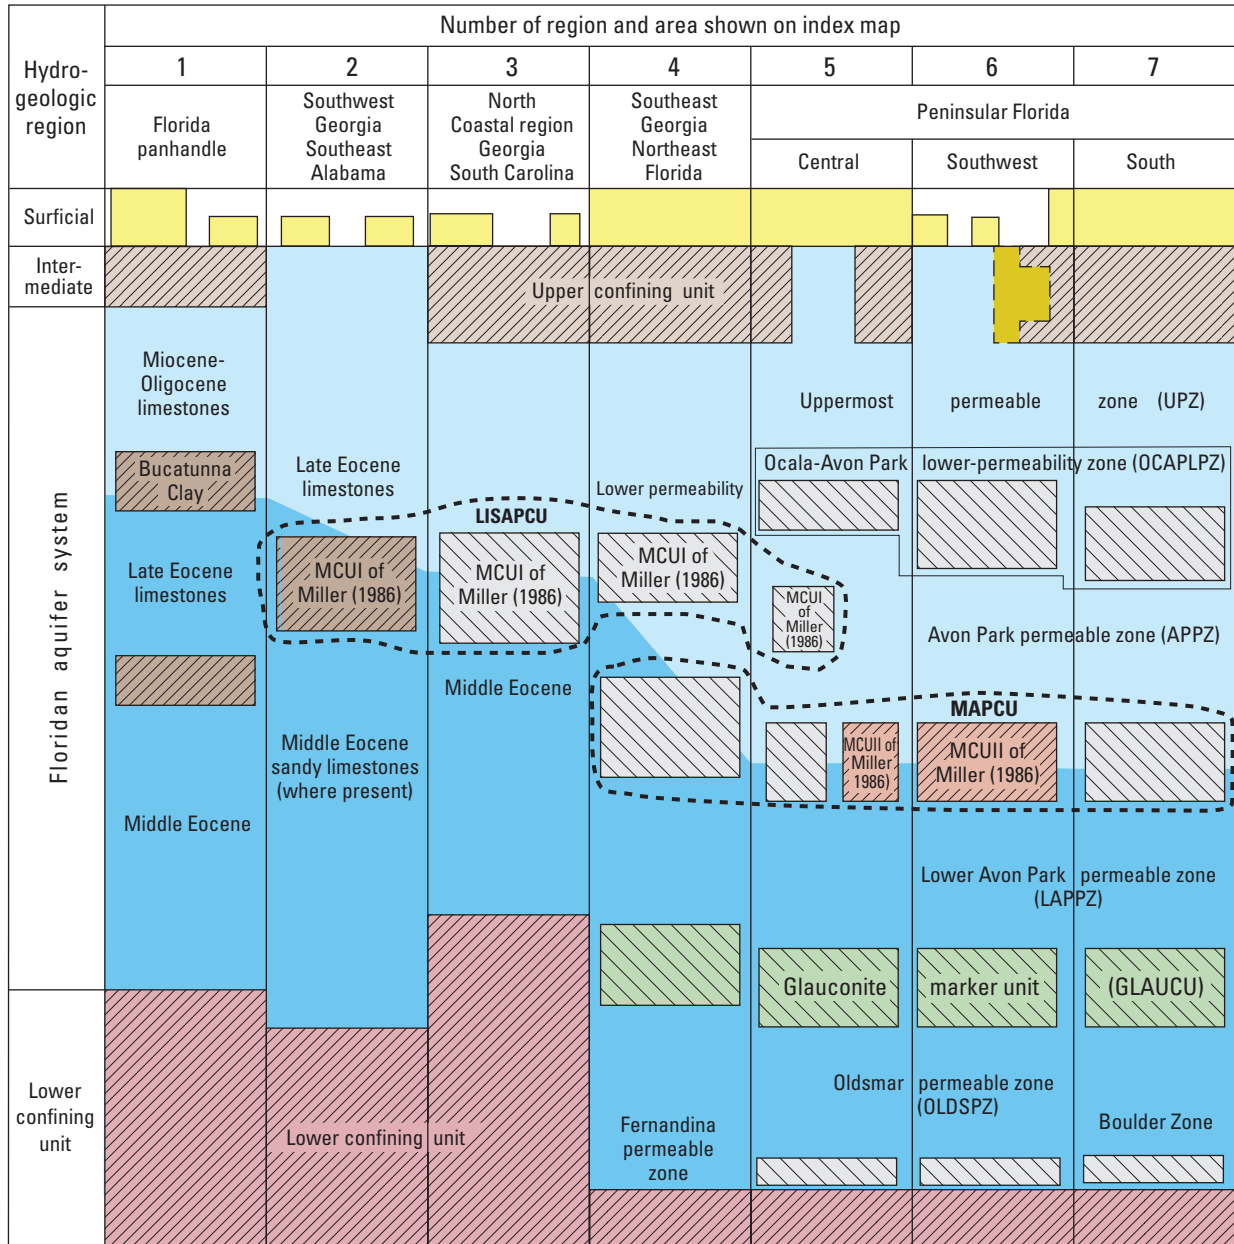 Number of region and area shown on index map
Hydro-
geologic
region
1
2
3
4
5
6
7
Florida
panhandle
Southwest
Georgia
Southeast
Alabama
North
Coastal region
Georgia
South Carolina
Southeast
Georgia
Northeast
Florida
Peninsular Florida
Central
Southwest
South
Surficial
Inter-
mediate
Upper confining unit
Floridan aquifer system
Miocene-
Oligocene
limestones
Bucatunna
Clay
Late Eocene
limestones
Middle Eocene
Late Eocene
limestones
MCUI of
Miller (1986)
Middle Eocene
sandy limestones
(where present)
LISAPCU
MCUI of
Miller (1986)
Middle Eocene
Lower permeability
MCUI of
Miller (1986)
Uppermost permeable zone (UPZ)
Ocala-Avon Park lower-permeability zone (OCAPLPZ)
MCUI
of
Miller
(1986)
Avon Park permeable zone (APPZ)
MAPCU
MCUII of
Miller
1986)
MCUII of
Miller (1986)
Lower Avon Park permeable zone
(LAPPZ)
Glauconite marker unit (GLAUCU)
Oldsmar permeable zone
(OLDSPZ)
Fernandina
permeable
zone
Boulder Zone
Lower
confining
unit
Lower confining unit